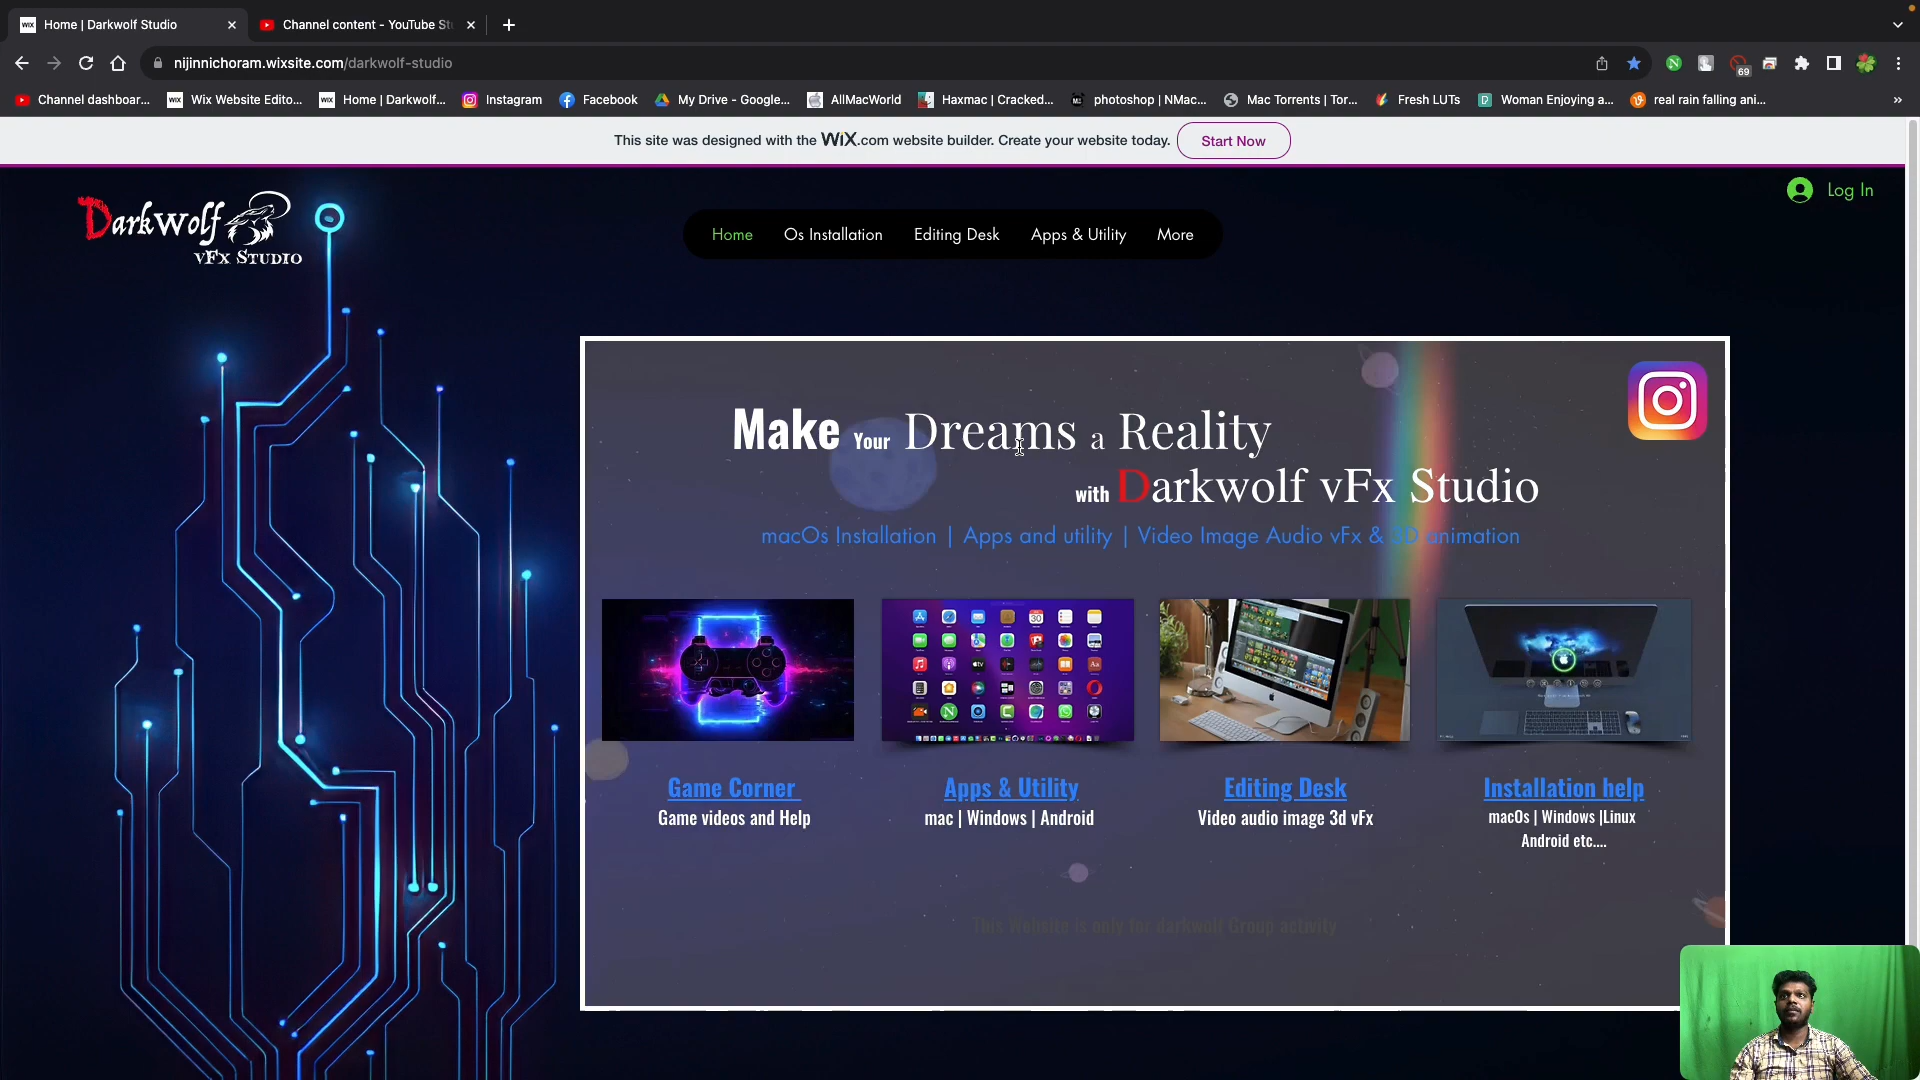 Home | Darkwolf Studio
Channel content - YouTube St
nijinnichoram.wixsite.com/darkwolf-studio
69
Channel dashboar...
Wix Website Edito...
Home | Darkwolf...
Instagram
Facebook
My Drive - Google...
AllMacWorld
Haxmac | Cracked...
photoshop | NMac...
Mac Torrents | Tor...
Fresh LUTs
Woman Enjoying a...
real rain falling ani...
This site was designed with the WiX.com website builder. Create your website today.
Start Now
Darkwolf
vFx Studio
Log In
Home
Os Installation
Editing Desk
Apps & Utility
More
Make Your Dreams a Reality
with Darkwolf vFx Studio
macOs Installation | Apps and utility | Video Image Audio vFx & 3D animation
Game Corner
Game videos and Help
Apps & Utility
mac | Windows | Android
Editing Desk
Video audio image 3d vFx
Installation help
macOs | Windows |Linux
Android etc....
This Website is only for darkwolf Group activity